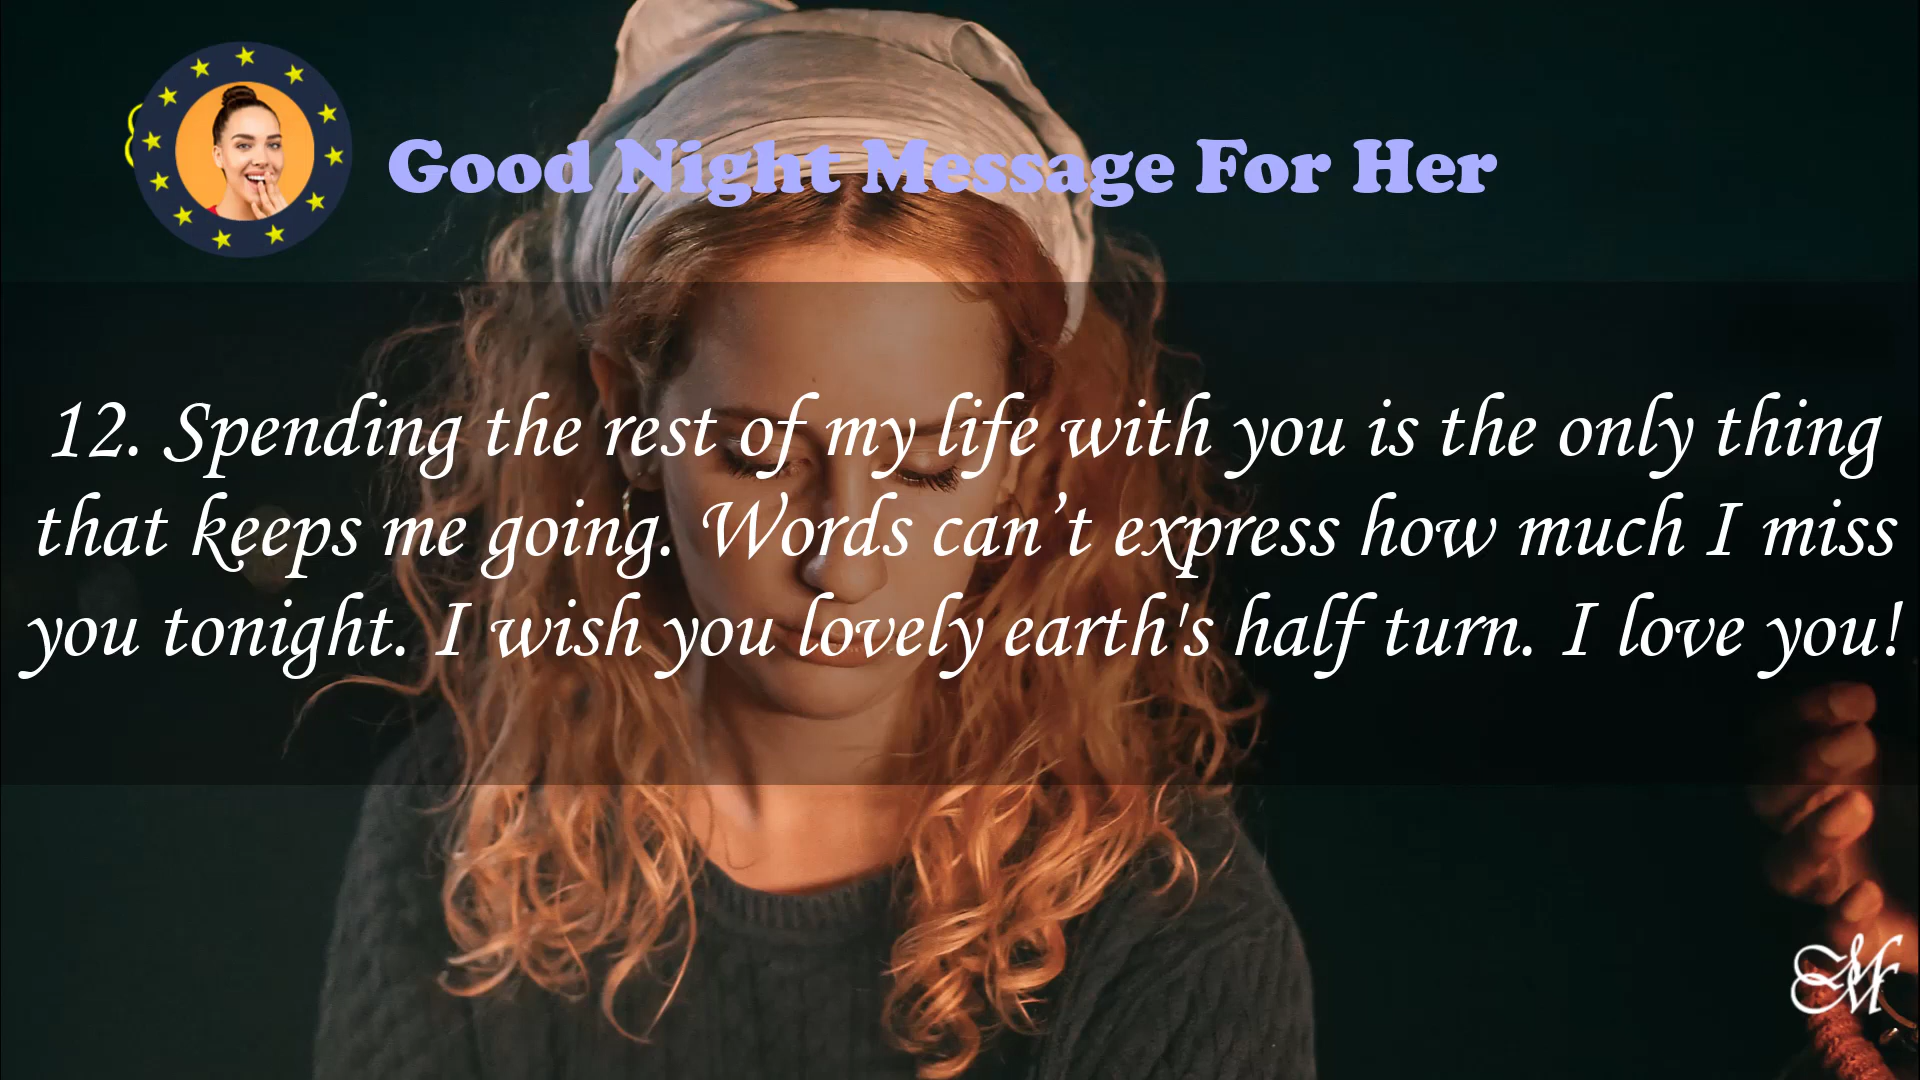 Good Night Message For Her
12. Spending the rest of my life with you is the only thing
that keeps me going. Words can’t express how much I miss
you tonight. I wish you lovely earth's half turn. I love you!
M